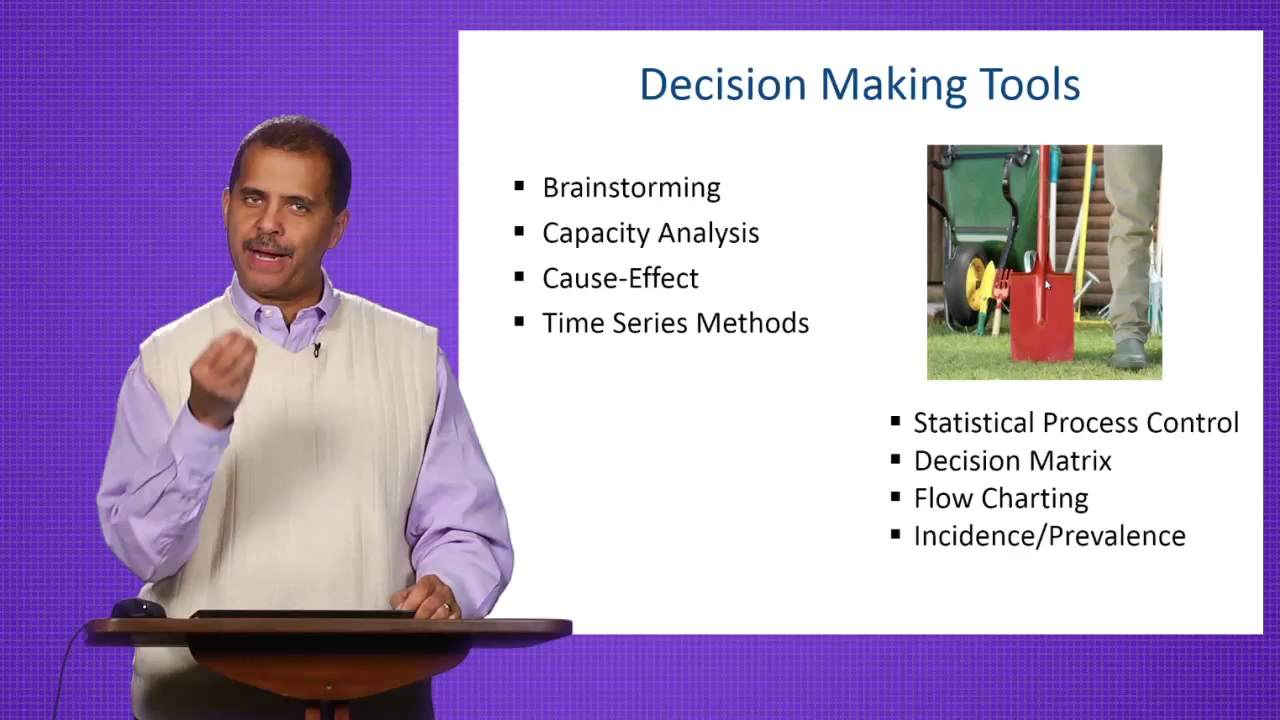 Decision Making Tools
▪ Brainstorming
▪ Capacity Analysis
▪ Cause-Effect
▪ Time Series Methods
▪ Statistical Process Control
▪ Decision Matrix
▪ Flow Charting
▪ Incidence/Prevalence